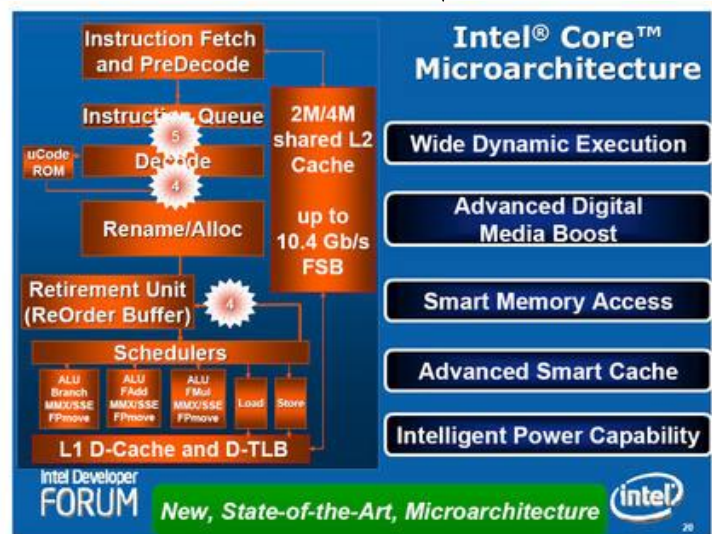 Instruction Fetch
and PreDecode
Instruction Queue
5
uCode
ROM
Decode
4
Rename/Alloc
2M/4M
shared L2
Cache
up to
10.4 Gb/s
FSB
Retirement Unit
(ReOrder Buffer)
4
Schedulers
ALU
Branch
MMX/SSE
FPmove
ALU
FAdd
MMX/SSE
FPmove
ALU
FMul
MMX/SSE
FPmove
Load
Store
L1 D-Cache and D-TLB
Intel® Core™
Microarchitecture
Wide Dynamic Execution
Advanced Digital
Media Boost
Smart Memory Access
Advanced Smart Cache
Intelligent Power Capability
Intel Developer
FORUM
New, State-of-the-Art, Microarchitecture
intel
20